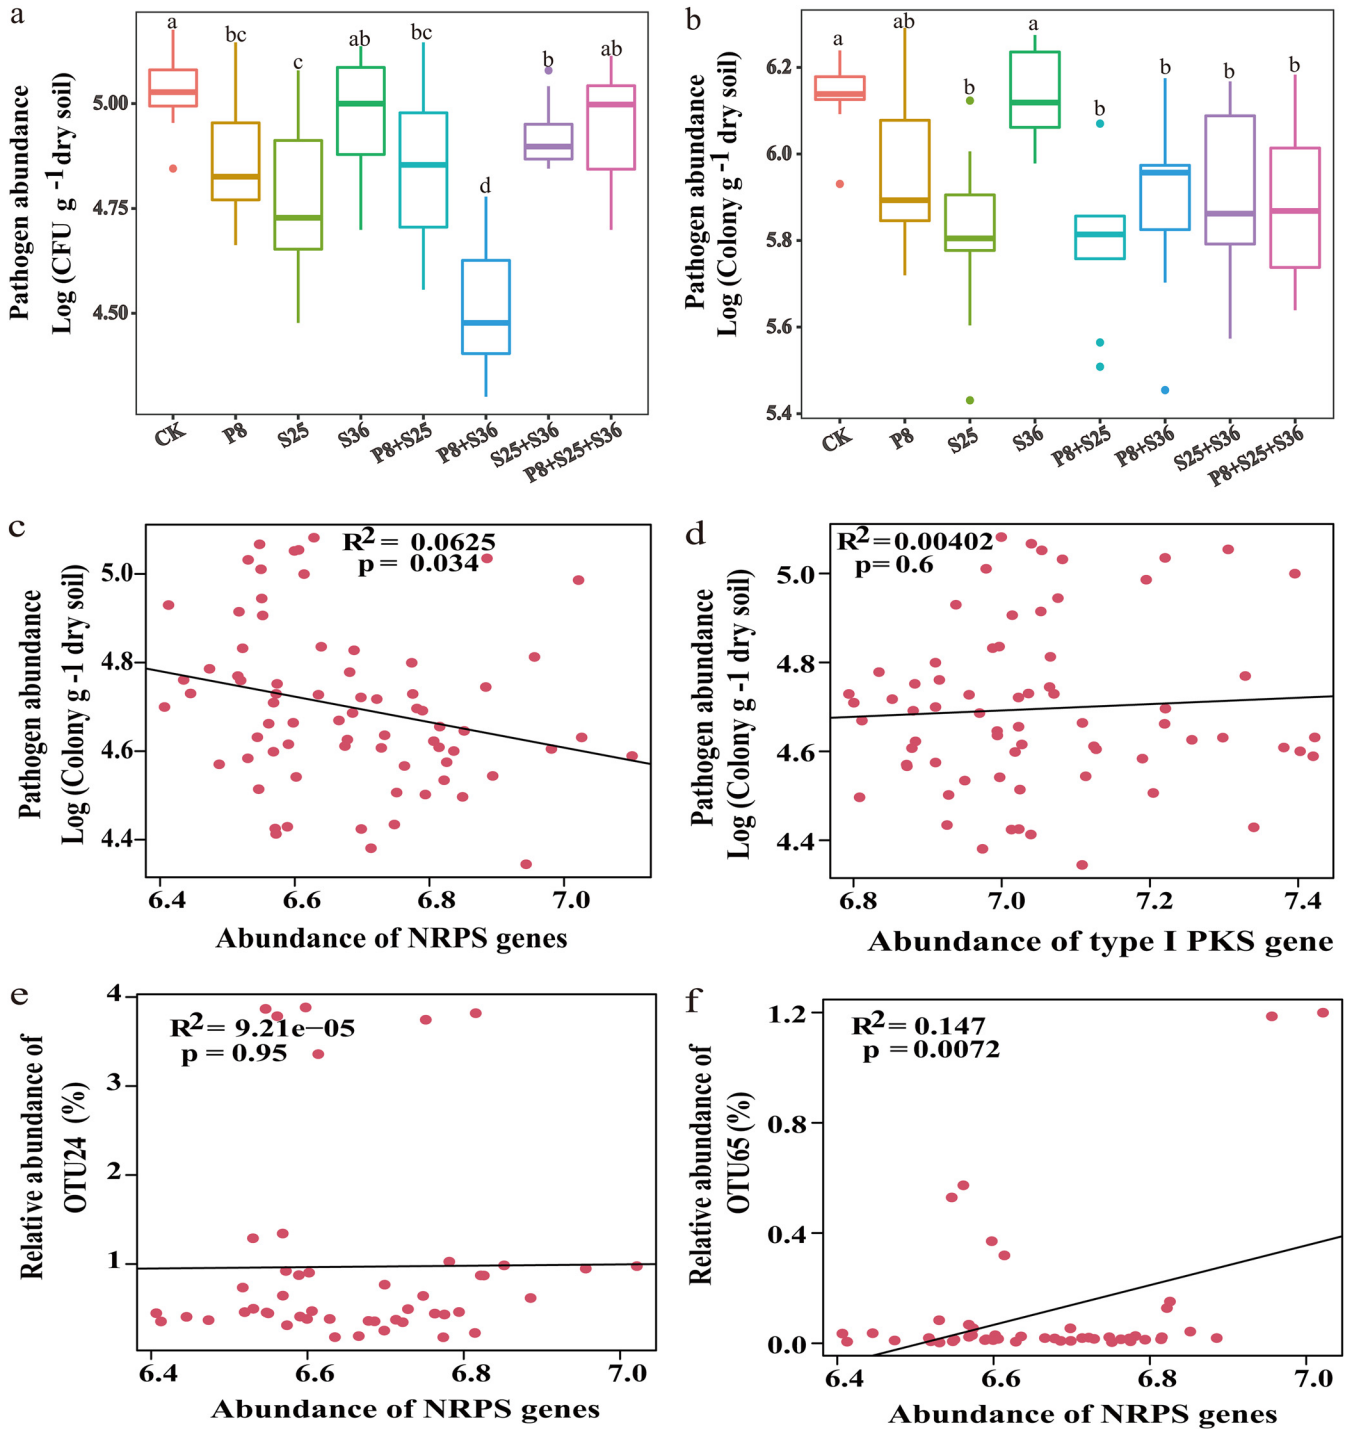 a
Pathogen abundance
Log (CFU g -1 dry soil)
5.00
4.75
4.50
a
bc
c
ab
bc
d
b
ab
CK
P8
S25
S36
P8+S25
P8+S36
S25+S36
P8+S25+S36
b
Pathogen abundance
Log (Colony g -1 dry soil)
6.2
6.0
5.8
5.6
5.4
a
ab
b
a
b
b
b
b
CK
P8
S25
S36
P8+S25
P8+S36
S25+S36
P8+S25+S36
c
Pathogen abundance
Log (Colony g -1 dry soil)
R2= 0.0625
p= 0.034
5.0
4.8
4.6
4.4
6.4
6.6
6.8
7.0
Abundance of NRPS genes
d
Pathogen abundance
Log (Colony g -1 dry soil)
R2=0.00402
p=0.6
5.0
4.8
4.6
4.4
6.8
7.0
7.2
7.4
Abundance of type I PKS gene
e
Relative abundance of
OTU24 (%)
R2= 9.21e−05
p = 0.95
4
3
2
1
6.4
6.6
6.8
7.0
Abundance of NRPS genes
f
Relative abundance of
OTU65 (%)
R2= 0.147
p =0.0072
1.2
0.8
0.4
0.0
6.4
6.6
6.8
7.0
Abundance of NRPS genes